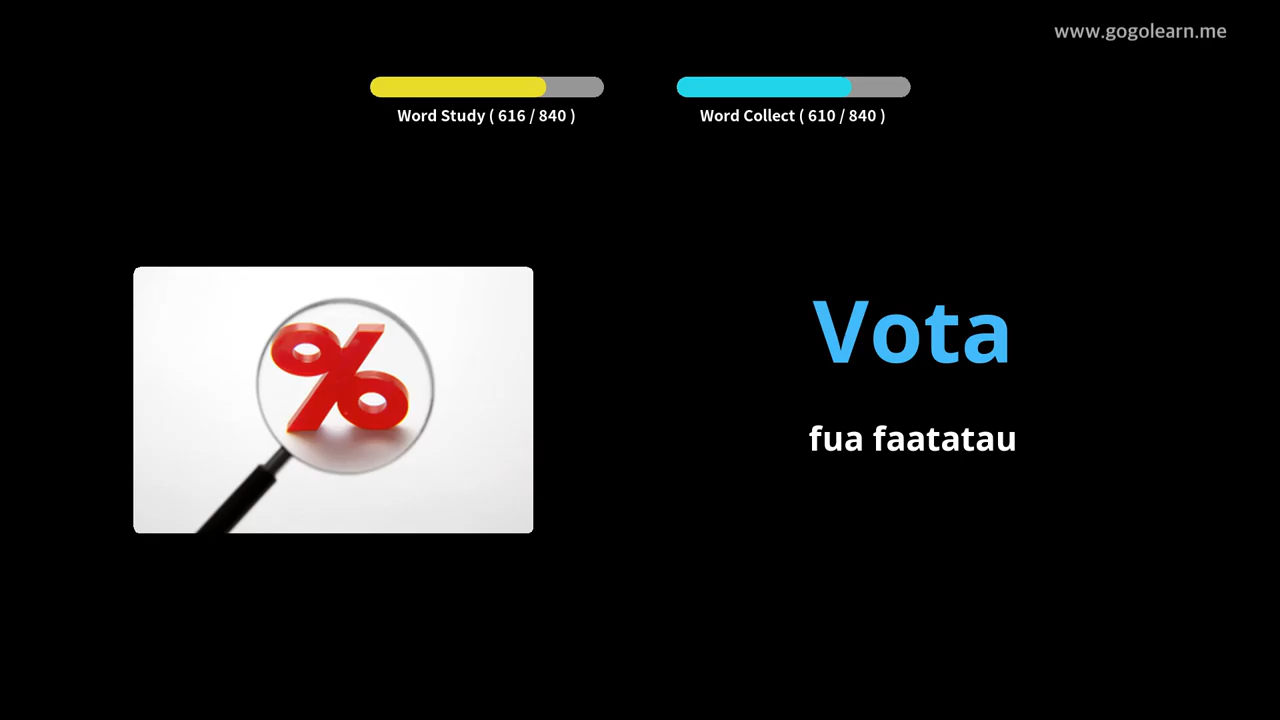 www.gogolearn.me
Word Study ( 616 / 840 )
Word Collect ( 610 / 840 )
%
Vota
fua faatatau